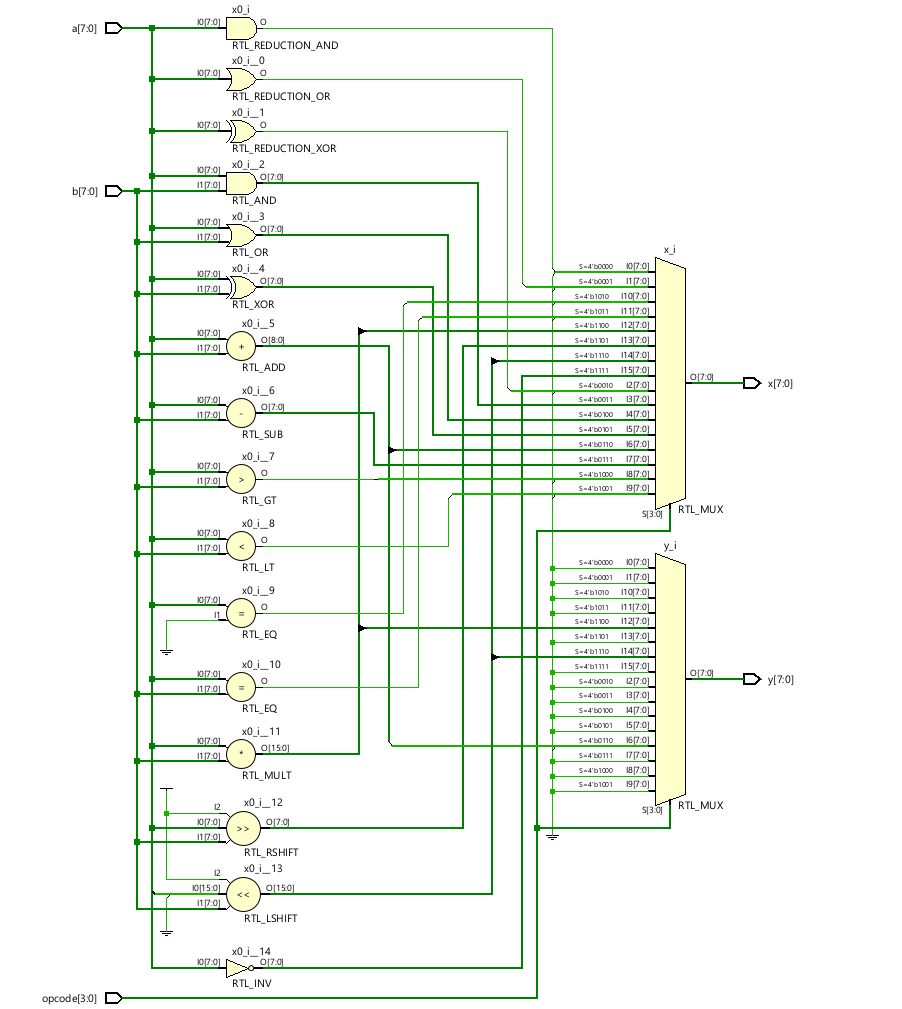 x0_i
a[7:0]
I0[7:0]
O
RTL_REDUCTION_AND
x0_i__0
I0[7:0]
O
RTL_REDUCTION_OR
x0_i__1
I0[7:0]
O
RTL_REDUCTION_XOR
x0_i__2
I0[7:0]
O[7:0]
b[7:0]
I1[7:0]
RTL_AND
x0_i__3
I0[7:0]
O[7:0]
I1[7:0]
RTL_OR
x0_i__4
I0[7:0]
O[7:0]
I1[7:0]
RTL_XOR
x0_i__5
I0[7:0]
O[8:0]
+
I1[7:0]
RTL_ADD
x0_i__6
I0[7:0]
O[7:0]
-
I1[7:0]
RTL_SUB
x0_i__7
I0[7:0]
O
>
I1[7:0]
RTL_GT
x0_i__8
I0[7:0]
O
<
I1[7:0]
RTL_LT
x0_i__9
I0[7:0]
O
=
I1
RTL_EQ
x0_i__10
I0[7:0]
O
=
I1[7:0]
RTL_EQ
x0_i__11
I0[7:0]
O[15:0]
*
I1[7:0]
RTL_MULT
x0_i__12
I2
I0[7:0]
O[7:0]
>>
I1[7:0]
RTL_RSHIFT
x0_i__13
I2
I0[15:0]
O[15:0]
<<
I1[7:0]
RTL_LSHIFT
x0_i__14
I0[7:0]
O[7:0]
RTL_INV
opcode[3:0]
x_i
S=4'b0000 I0[7:0]
S=4'b0001 I1[7:0]
S=4'b1010 I10[7:0]
S=4'b1011 I11[7:0]
S=4'b1100 I12[7:0]
S=4'b1101 I13[7:0]
S=4'b1110 I14[7:0]
S=4'b1111 I15[7:0]
S=4'b0010 I2[7:0]
S=4'b0011 I3[7:0]
S=4'b0100 I4[7:0]
S=4'b0101 I5[7:0]
S=4'b0110 I6[7:0]
S=4'b0111 I7[7:0]
S=4'b1000 I8[7:0]
S=4'b1001 I9[7:0]
O[7:0]
x[7:0]
S[3:0]
RTL_MUX
y_i
S=4'b0000 I0[7:0]
S=4'b0001 I1[7:0]
S=4'b1010 I10[7:0]
S=4'b1011 I11[7:0]
S=4'b1100 I12[7:0]
S=4'b1101 I13[7:0]
S=4'b1110 I14[7:0]
S=4'b1111 I15[7:0]
S=4'b0010 I2[7:0]
S=4'b0011 I3[7:0]
S=4'b0100 I4[7:0]
S=4'b0101 I5[7:0]
S=4'b0110 I6[7:0]
S=4'b0111 I7[7:0]
S=4'b1000 I8[7:0]
S=4'b1001 I9[7:0]
O[7:0]
y[7:0]
S[3:0]
RTL_MUX